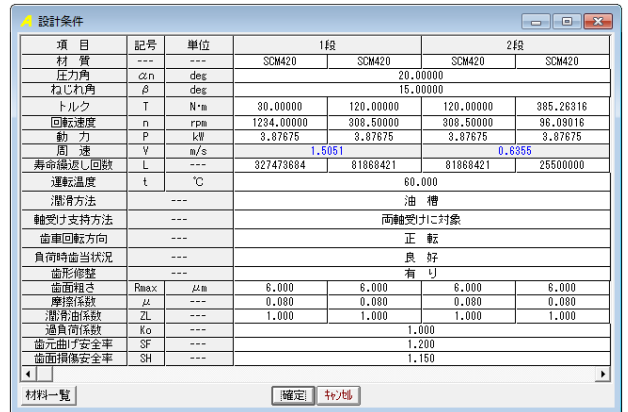 設計条件
項 目 記号 単位 1段 2段
材 質 --- --- SCM420 SCM420 SCM420 SCM420
圧力角 αn deg 20.00000
ねじれ角 β deg 15.00000
トルク T N・m 30.00000 120.00000 120.00000 385.26316
回転速度 n rpm 1234.00000 308.50000 308.50000 96.09016
動 力 P kW 3.87675 3.87675 3.87675 3.87675
周 速 V m/s 1.5051 0.6355
寿命繰返し回数 L --- 327473684 81868421 81868421 25500000
運転温度 t ℃ 60.000
潤滑方法 --- 油 槽
軸受け支持方法 --- 両軸受けに対象
歯車回転方向 --- 正 転
負荷時歯当状況 --- 良 好
歯形修整 --- 有 り
歯面粗さ Rmax μm 6.000 6.000 6.000 6.000
摩擦係数 μ --- 0.080 0.080 0.080 0.080
潤滑油係数 ZL --- 1.000 1.000 1.000 1.000
過負荷係数 Ko --- 1.000
歯元曲げ安全率 SF --- 1.200
歯面損傷安全率 SH --- 1.150
材料一覧 確定 キャンセル